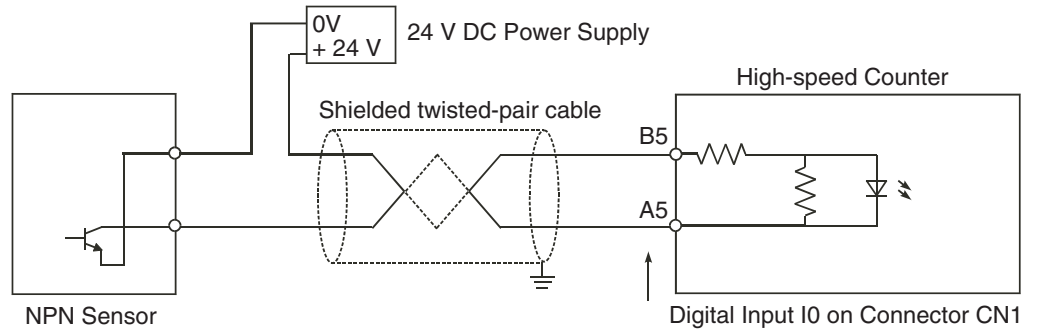 0V
+ 24 V
24 V DC Power Supply
High-speed Counter
Shielded twisted-pair cable
B5
A5
NPN Sensor
Digital Input I0 on Connector CN1